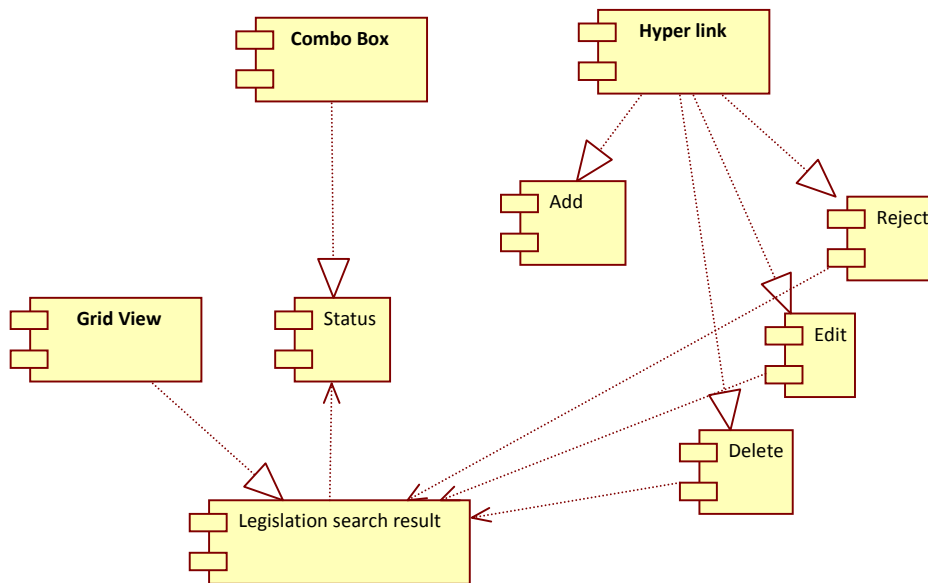 Combo Box
Hyper link
Add
Reject
Grid View
Status
Edit
Delete
Legislation search result